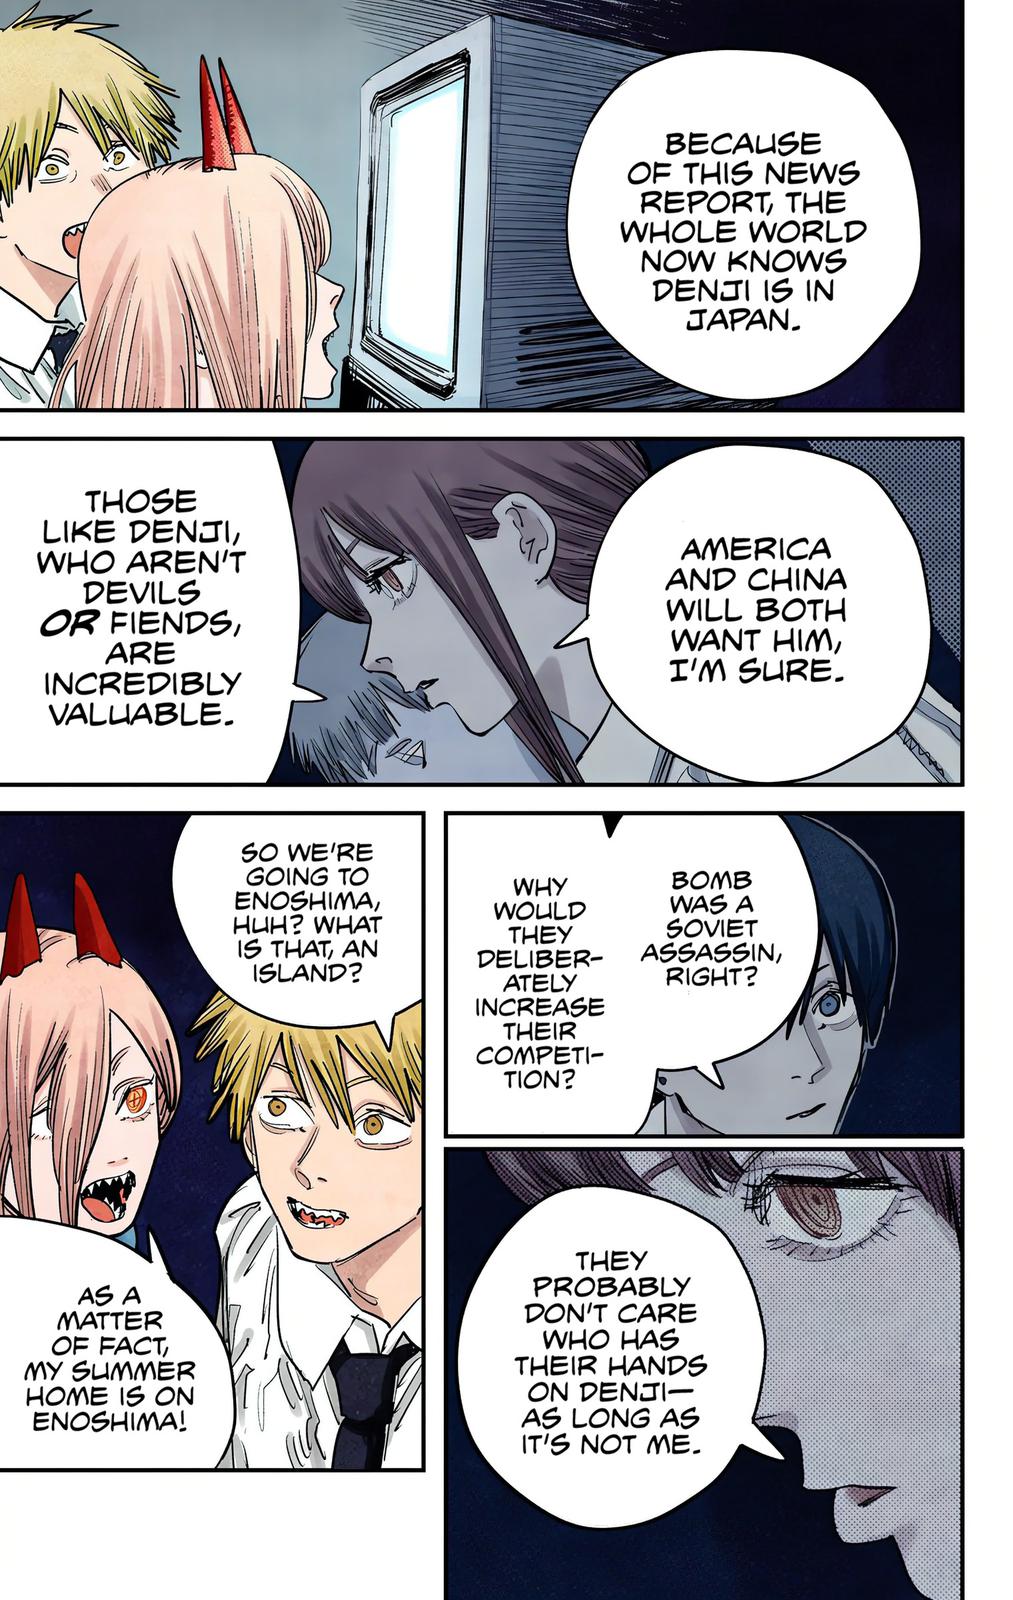 BECAUSE
OF THIS NEWS
REPORT, THE
WHOLE WORLD
NOW KNOWS
DENJI IS IN
JAPAN.
AMERICA
AND CHINA
WILL BOTH
WANT HIM,
I'M SURE.
THOSE
LIKE DENJI,
WHO AREN'T
DEVILS
OR FIENDS,
ARE
INCREDIBLY
VALUABLE.
BOMB
WAS A
SOVIET
ASSASSIN,
RIGHT?
WHY
WOULD
THEY
DELIBER-
ATELY
INCREASE
THEIR
COMPETI-
TION?
THEY
PROBABLY
DON'T CARE
WHO HAS
THEIR HANDS
ON DENJI—
AS LONG AS
IT'S NOT ME.
SO WE'RE
GOING TO
ENOSHIMA,
HUH? WHAT
IS THAT, AN
ISLAND?
AS A
MATTER
OF FACT,
MY SUMMER
HOME IS ON
ENOSHIMA!